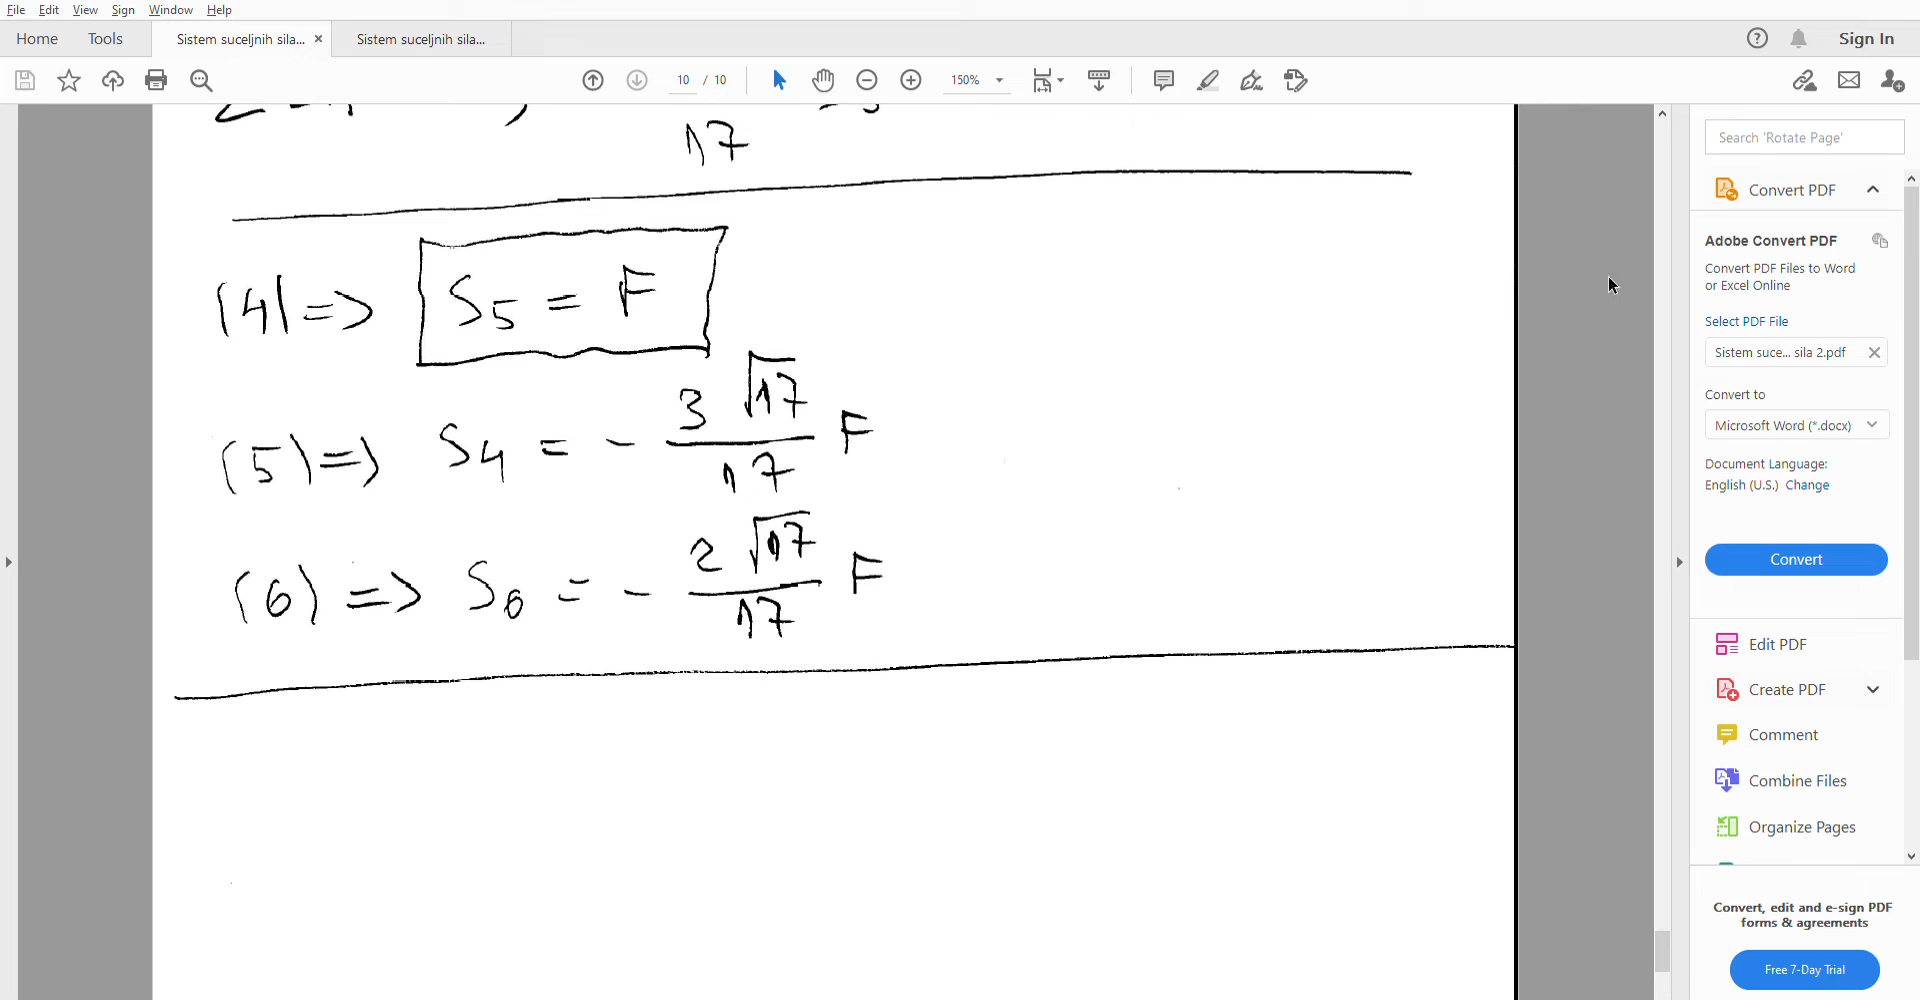 File Edit View Sign Window Help
Home Tools Sistem suceljnih sila... × Sistem suceljnih sila... Sign In
10 / 10 150%
17
(4) => S5 = F
(5) => S4 = - 3 √17 / 17 F
(6) => S6 = - 2 √17 / 17 F
Search 'Rotate Page'
Convert PDF
Adobe Convert PDF
Convert PDF Files to Word
or Excel Online
Select PDF File
Sistem suce... sila 2.pdf
Convert to
Microsoft Word (*.docx)
Document Language:
English (U.S.) Change
Convert
Edit PDF
Create PDF
Comment
Combine Files
Organize Pages
Convert, edit and e-sign PDF
forms & agreements
Free 7-Day Trial